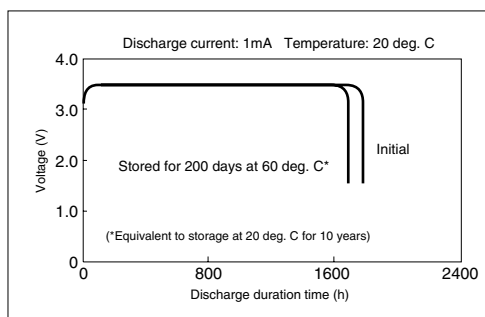 Discharge current: 1mA Temperature: 20 deg. C
4.0
3.0
2.0
1.0
0
Voltage (V)
Initial
Stored for 200 days at 60 deg. C*
(*Equivalent to storage at 20 deg. C for 10 years)
0 800 1600 2400
Discharge duration time (h)